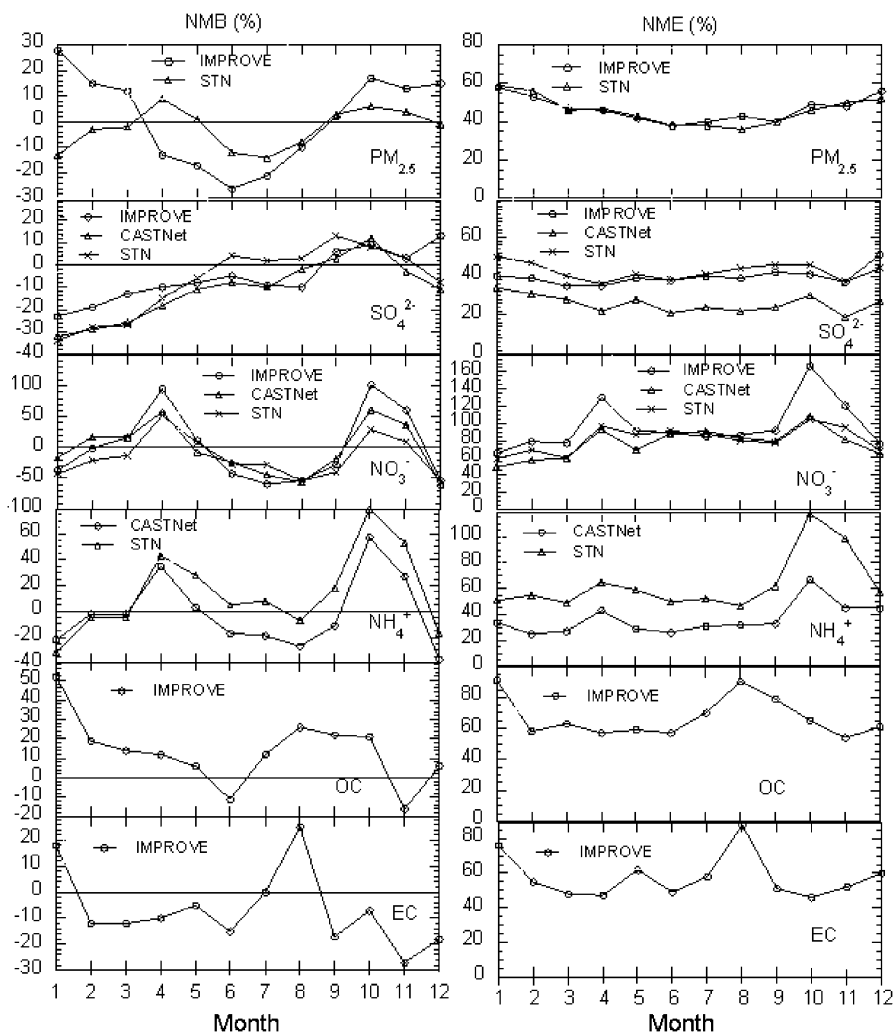 NMB (%)
30
20
10
0
-10
-20
-30
IMPROVE
STN
PM2.5
20
10
0
-10
-20
-30
-40
IMPROVE
CASTNet
STN
SO4 2-
100
50
0
-50
-100
IMPROVE
CASTNet
STN
NO3 -
60
40
20
0
-20
-40
CASTNet
STN
NH4 +
50
40
30
20
10
0
-10
-20
IMPROVE
OC
20
10
0
-10
-20
-30
IMPROVE
EC
1 2 3 4 5 6 7 8 9 10 11 12
Month
NME (%)
80
60
40
20
0
IMPROVE
STN
PM2.5
80
60
40
20
0
IMPROVE
CASTNet
STN
SO4 2-
160
140
120
100
80
60
40
20
0
IMPROVE
CASTNet
STN
NO3 -
100
80
60
40
20
0
CASTNet
STN
NH4 +
80
60
40
20
0
IMPROVE
OC
80
60
40
20
0
IMPROVE
EC
1 2 3 4 5 6 7 8 9 10 11 12
Month